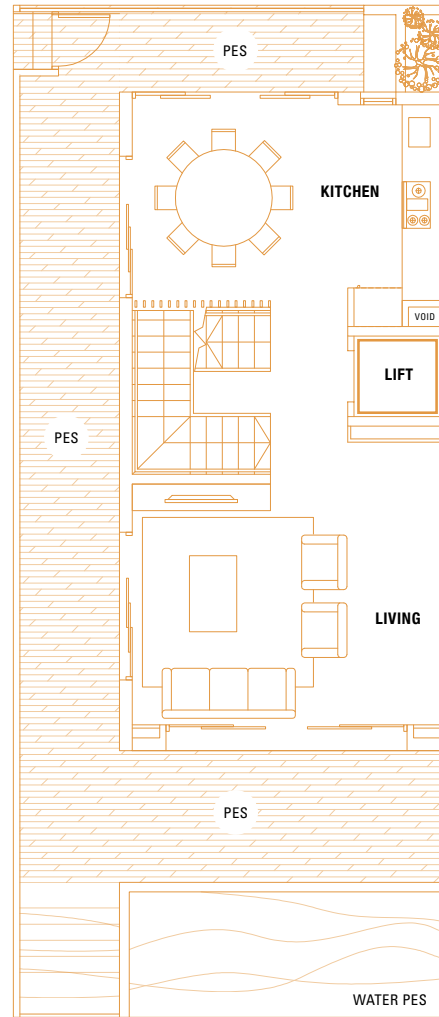 PES
KITCHEN
VOID
LIFT
PES
LIVING
PES
WATER PES